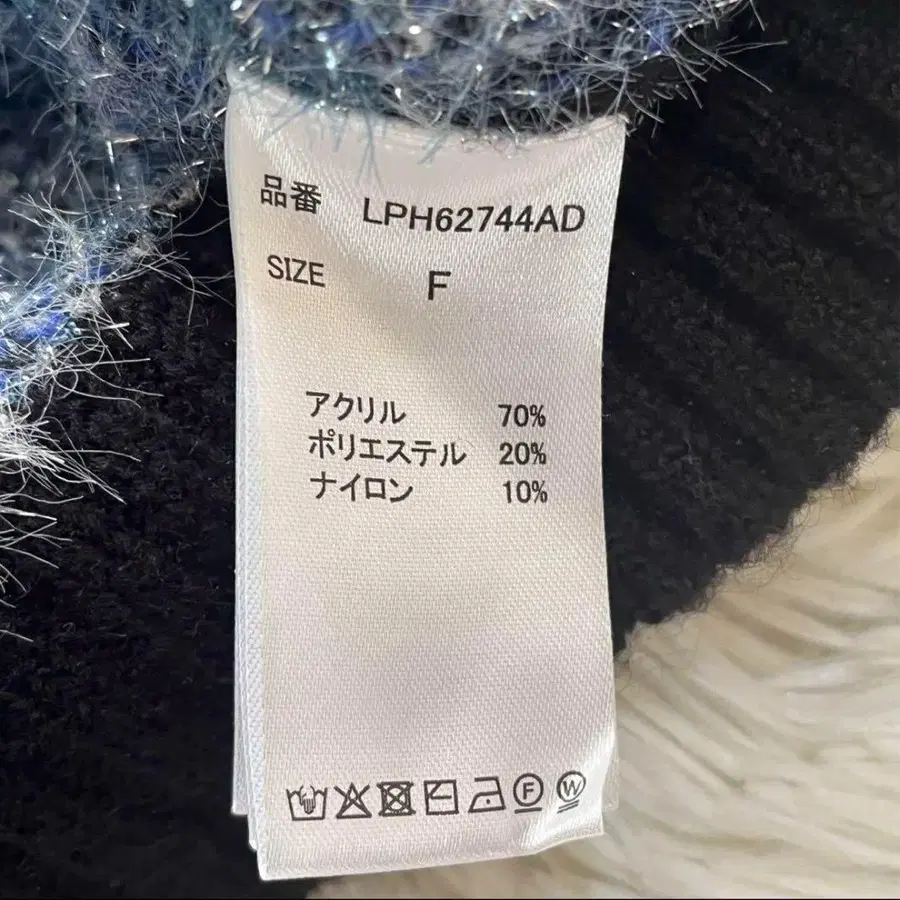 品番 LPH62744AD
SIZE F
アクリル 70%
ポリエステル 20%
ナイロン 10%
F W